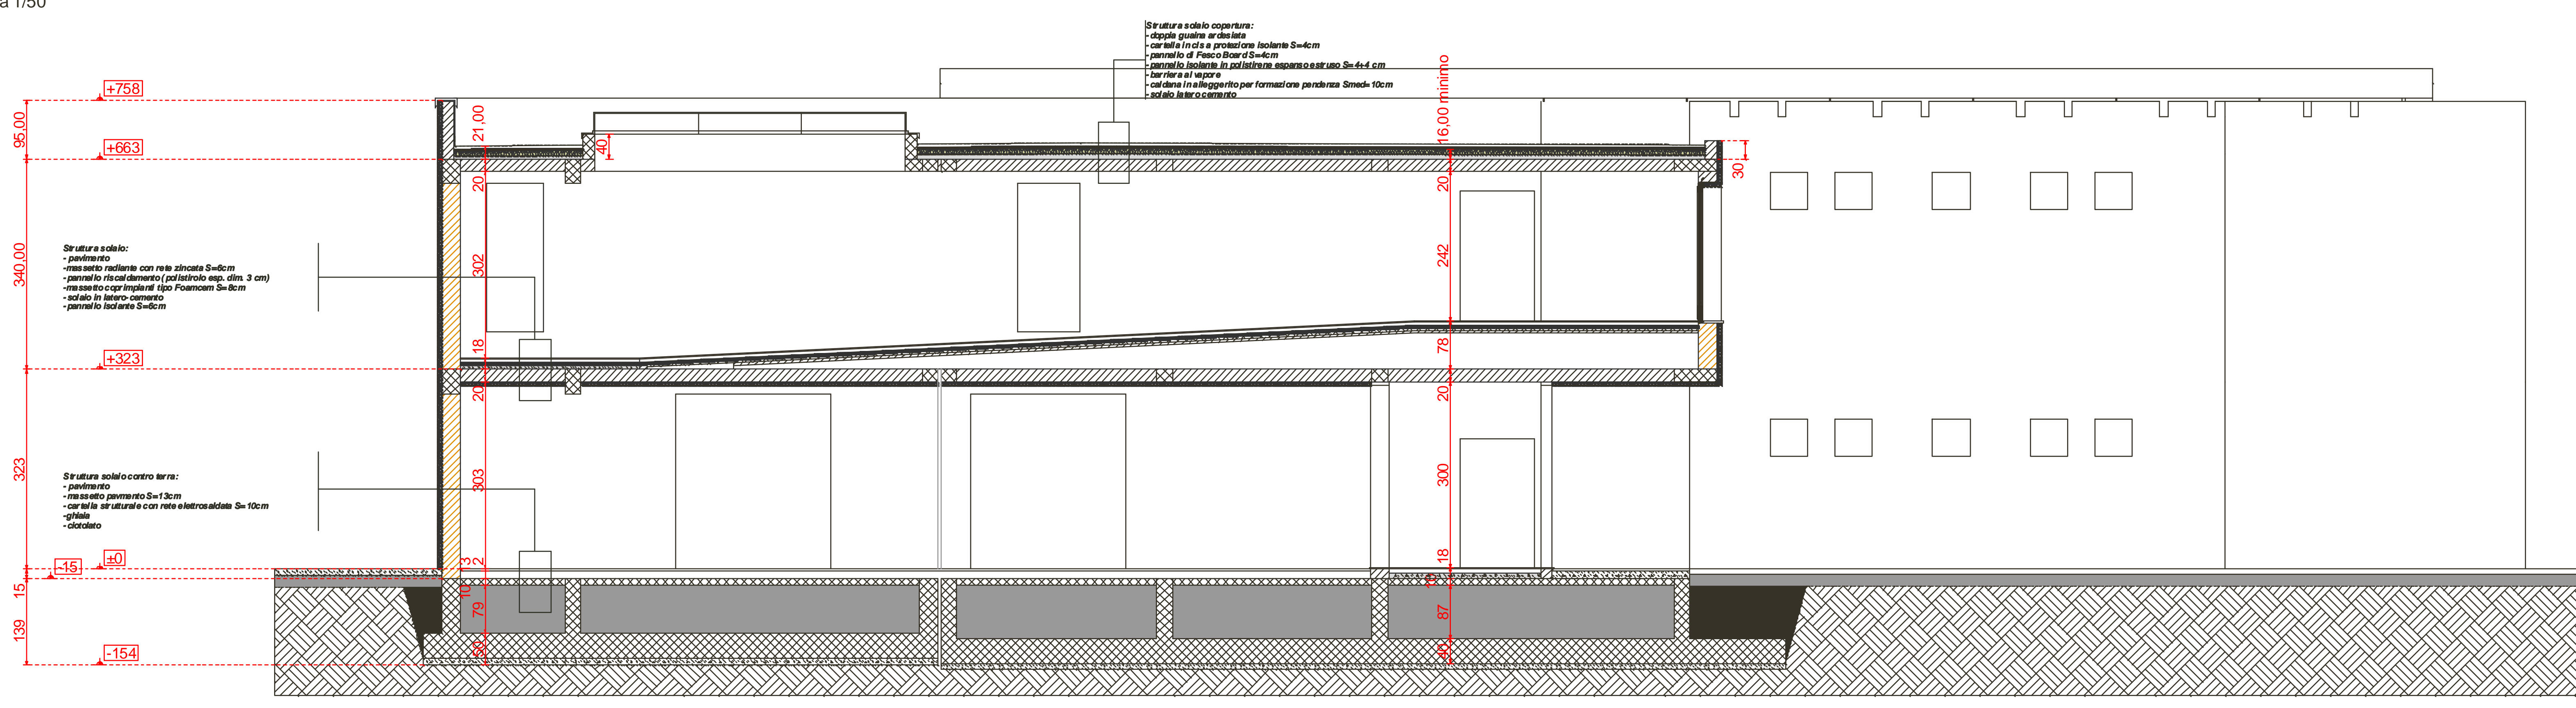 a 1/50
Struttura solaio copertura:
- doppia guaina ardesiata
- cartella in cls a protezione isolante S=4cm
- pannello di Fesco Board S=4cm
- pannello isolante in polistirene espanso estruso S=4+4 cm
- barriera al vapore
- caldana in alleggerito per formazione pendenza Smed=10cm
- solaio latero cemento
+758
95,00
21,00
16,00 minimo
+663
40
30
20
20
Struttura solaio:
- pavimento
-massetto radiante con rete zincata S=6cm
-pannello riscaldamento ( polistirolo esp. dim. 3 cm)
-massetto coprimpianti tipo Foamcem S=8cm
- solaio in latero-cemento
- pannello isolante S=6cm
340,00
302
242
18
78
+323
20
20
Struttura solaio contro terra:
- pavimento
- massetto pavmento S=13cm
- cartella strutturale con rete elettrosaldata S=10cm
-ghiaia
- ciotolato
323
303
300
±0
-15
13
2
18
15
10
10
79
87
139
50
40
-154